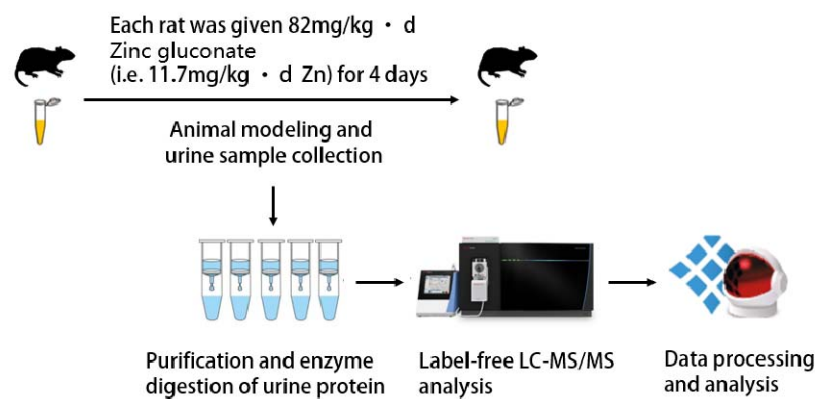 Each rat was given 82mg/kg · d
Zinc gluconate
(i.e. 11.7mg/kg · d Zn) for 4 days
Animal modeling and
urine sample collection
Purification and enzyme
digestion of urine protein
Label-free LC-MS/MS
analysis
Data processing
and analysis